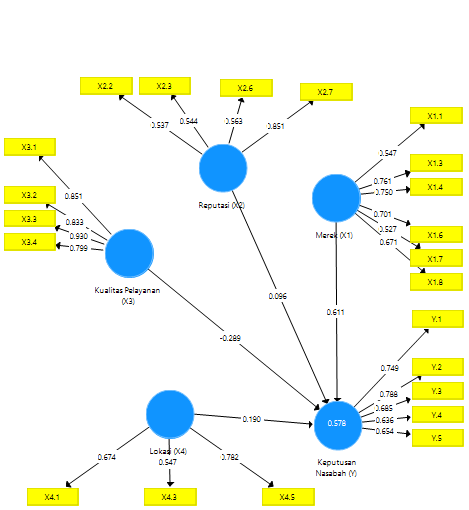 X2.2
X2.3
X2.6
X2.7
X1.1
0.537
0.544
0.563
0.851
X3.1
0.547
X1.3
0.761
X1.4
0.750
0.851
X3.2
Reputasi (X2)
0.701
X3.3
0.833
0.527
X1.6
0.930
Merek (X1)
0.671
X3.4
0.799
X1.7
X1.8
Kualitas Pelayanan
(X3)
0.096
0.611
Y.1
-0.289
0.749
Y.2
0.788
Y.3
0.685
0.190
0.578
0.636
Y.4
0.654
Y.5
Lokasi (X4)
0.674
0.547
0.782
Keputusan
Nasabah (Y)
X4.1
X4.3
X4.5